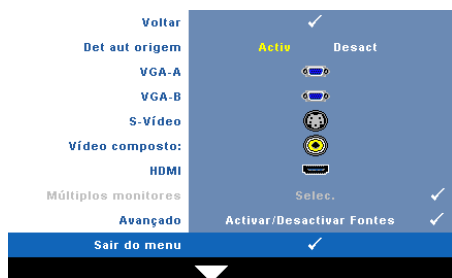 Voltar
Det aut origem Activ Desact
VGA-A
VGA-B
S-Vídeo
Vídeo composto:
HDMI
Múltiplos monitores Selec.
Avançado Activar/Desactivar Fontes
Sair do menu